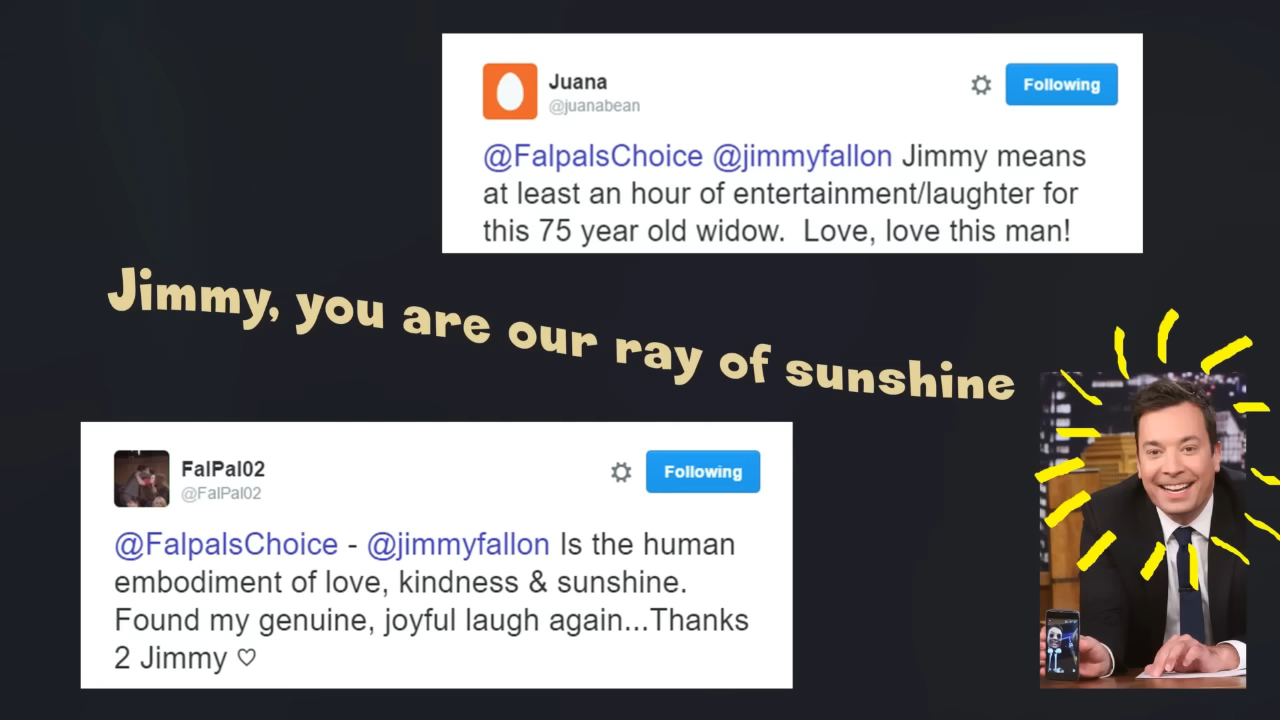 Juana
@juanabean
Following
@FalpalsChoice @jimmyfallon Jimmy means
at least an hour of entertainment/laughter for
this 75 year old widow.  Love, love this man!
Jimmy, you are our ray of sunshine
FalPal02
@FalPal02
Following
@FalpalsChoice - @jimmyfallon Is the human
embodiment of love, kindness & sunshine.
Found my genuine, joyful laugh again...Thanks
2 Jimmy ♡